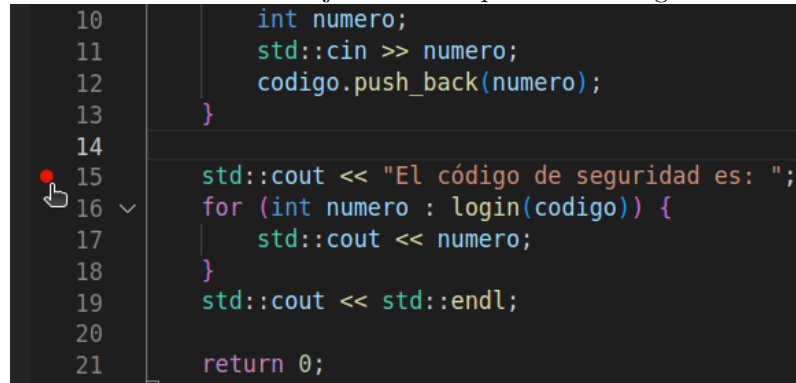 10 int numero;
11 std::cin >> numero;
12 codigo.push_back(numero);
13 }
14
15 std::cout << "El código de seguridad es: ";
16 for (int numero : login(codigo)) {
17 std::cout << numero;
18 }
19 std::cout << std::endl;
20
21 return 0;